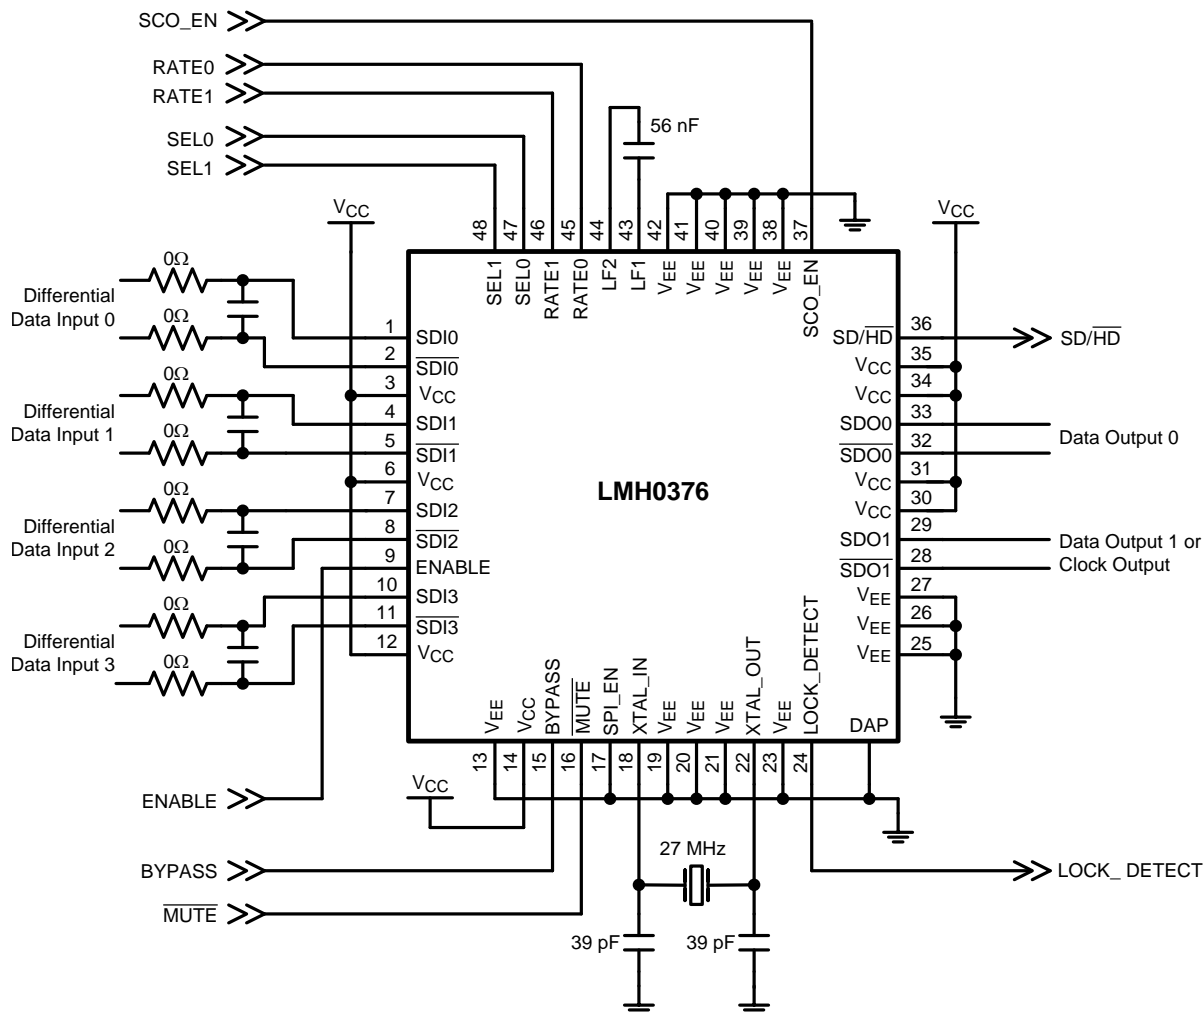 SCO_EN
RATE0
RATE1
SEL0
SEL1
56 nF
VCC
VCC
48
47
46
45
44
43
42
41
40
39
38
37
SEL1
SEL0
RATE1
RATE0
LF2
LF1
VEE
VEE
VEE
VEE
VEE
SCO_EN
Differential
Data Input 0
0Ω
0Ω
Differential
Data Input 1
0Ω
0Ω
Differential
Data Input 2
0Ω
0Ω
Differential
Data Input 3
0Ω
0Ω
1 SDI0
2 SDI0
3 VCC
4 SDI1
5 SDI1
6 VCC
7 SDI2
8 SDI2
9 ENABLE
10 SDI3
11 SDI3
12 VCC
LMH0376
SD/HD 36 SD/HD
VCC 35
VCC 34
SDO0 33
SDO0 32
Data Output 0
VCC 31
VCC 30
SDO1 29
SDO1 28
Data Output 1 or
Clock Output
VEE 27
VEE 26
VEE 25
VEE
VCC
BYPASS
MUTE
SPI_EN
XTAL_IN
VEE
VEE
VEE
XTAL_OUT
VEE
LOCK_DETECT
DAP
13
14
15
16
17
18
19
20
21
22
23
24
ENABLE
VCC
BYPASS
MUTE
27 MHz
39 pF
39 pF
LOCK_ DETECT